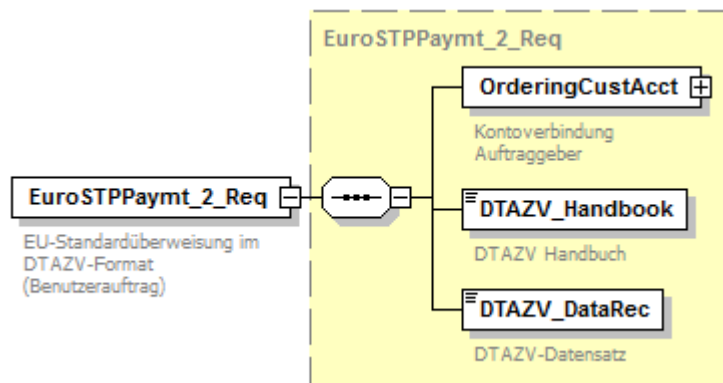 EuroSTPPaymt_2_Req
OrderingCustAcct
Kontoverbindung
Auftraggeber
EuroSTPPaymt_2_Req
EU-Standardüberweisung im
DTAZV-Format
(Benutzerauftrag)
DTAZV_Handbook
DTAZV Handbuch
DTAZV_DataRec
DTAZV-Datensatz